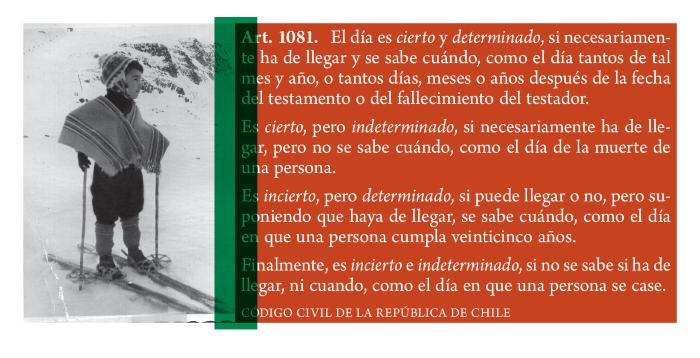 Art. 1081. El día es cierto y determinado, si necesariamen-
te ha de llegar y se sabe cuándo, como el día tantos de tal
mes y año, o tantos días, meses o años después de la fecha
del testamento o del fallecimiento del testador.
Es cierto, pero indeterminado, si necesariamente ha de lle-
gar, pero no se sabe cuándo, como el día de la muerte de
una persona.
Es incierto, pero determinado, si puede llegar o no, pero su-
poniendo que haya de llegar, se sabe cuándo, como el día
en que una persona cumpla veinticinco años.
Finalmente, es incierto e indeterminado, si no se sabe si ha de
llegar, ni cuando, como el día en que una persona se case.
CÓDIGO CIVIL DE LA REPÚBLICA DE CHILE